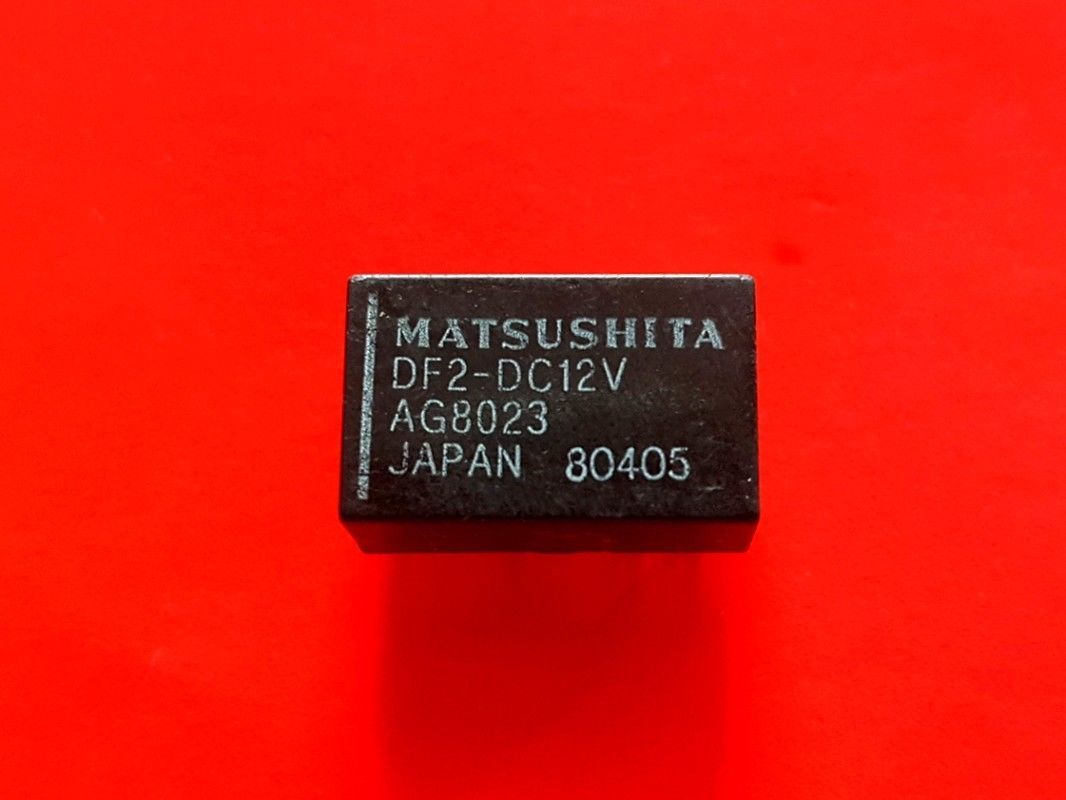 MATSUSHITA
DF2-DC12V
AG8023
JAPAN 80405